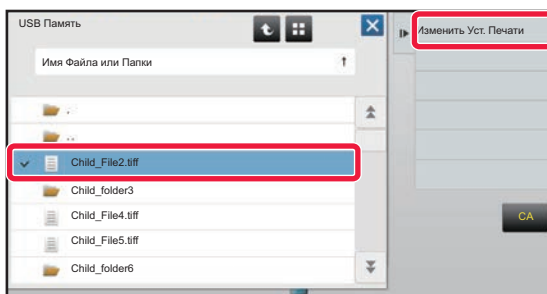 USB Память
Изменить Уст. Печати
Имя Файла или Папки
.
..
Child_File2.tiff
Child_folder3
Child_File4.tiff
Child_File5.tiff
CA
Child_folder6